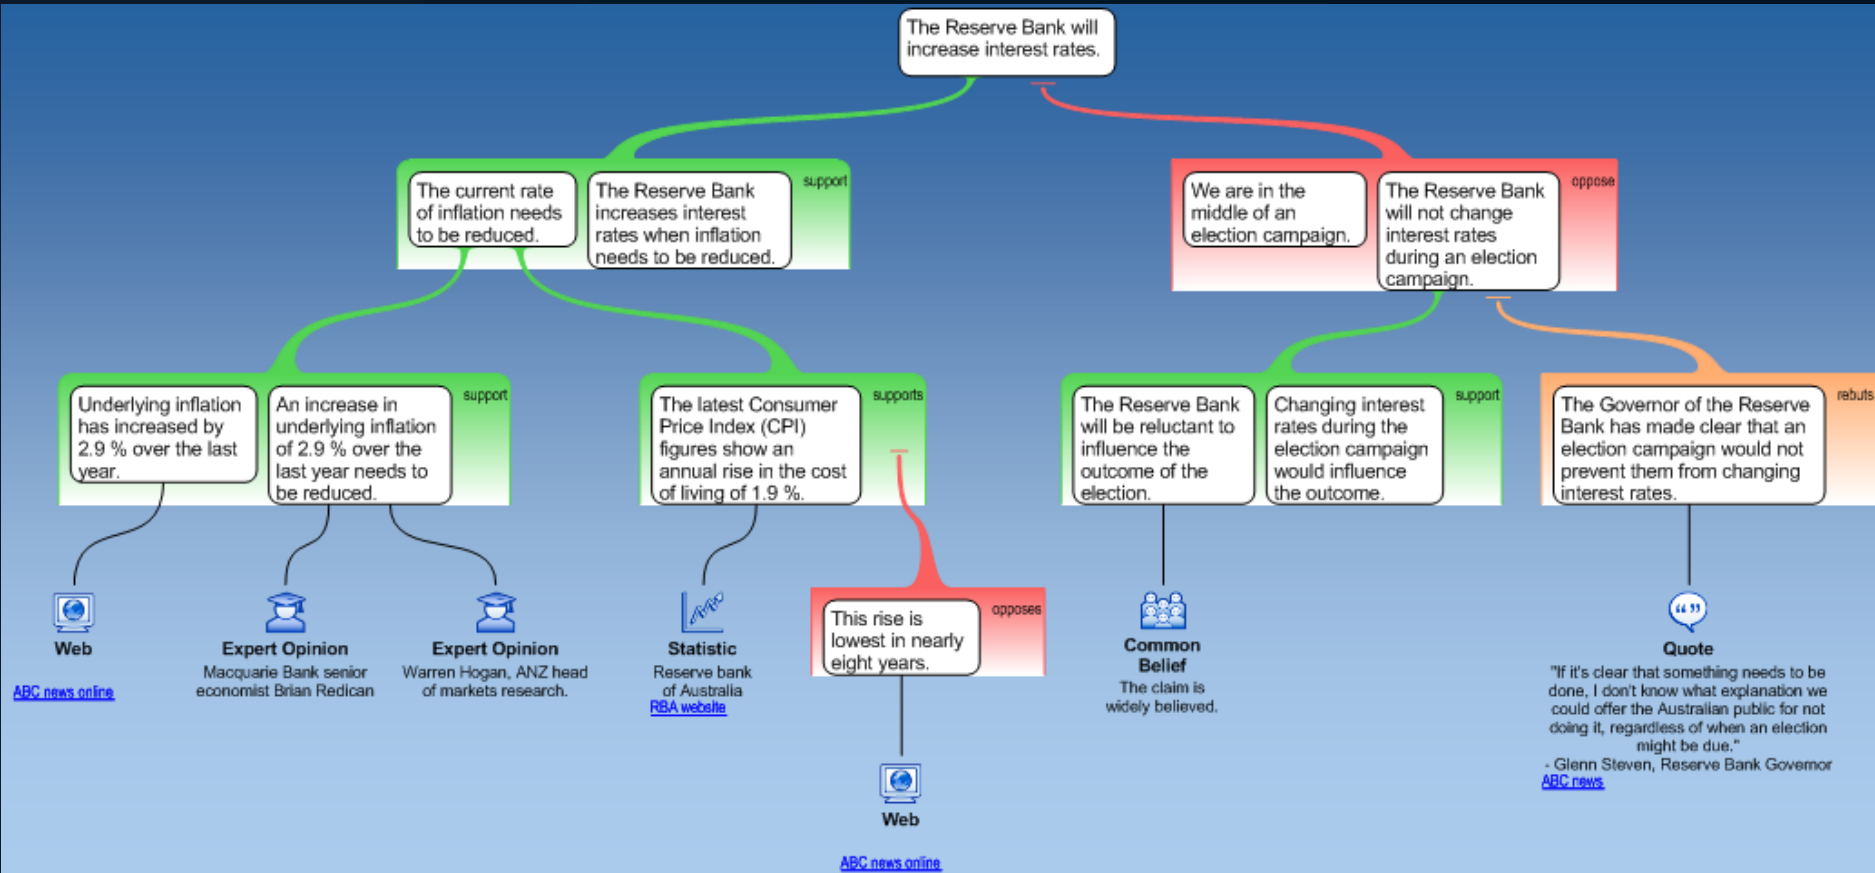 The Reserve Bank will
increase interest rates.
The current rate
of inflation needs
to be reduced.
The Reserve Bank
increases interest
rates when inflation
needs to be reduced.
support
We are in the
middle of an
election campaign.
The Reserve Bank
will not change
interest rates
during an election
campaign.
oppose
Underlying inflation
has increased by
2.9 % over the last
year.
An increase in
underlying inflation
of 2.9 % over the
last year needs to
be reduced.
support
The latest Consumer
Price Index (CPI)
figures show an
annual rise in the cost
of living of 1.9 %.
supports
The Reserve Bank
will be reluctant to
influence the
outcome of the
election.
Changing interest
rates during the
election campaign
would influence
the outcome.
support
The Governor of the Reserve
Bank has made clear that an
election campaign would not
prevent them from changing
interest rates.
rebuts
Web
ABC news online
Expert Opinion
Macquarie Bank senior
economist Brian Redican
Expert Opinion
Warren Hogan, ANZ head
of markets research.
Statistic
Reserve bank
of Australia
RBA website
This rise is
lowest in nearly
eight years.
opposes
Web
ABC news online
Common
Belief
The claim is
widely believed.
Quote
"If it's clear that something needs to be
done, I don't know what explanation we
could offer the Australian public for not
doing it, regardless of when an election
might be due."
- Glenn Steven, Reserve Bank Governor
ABC news